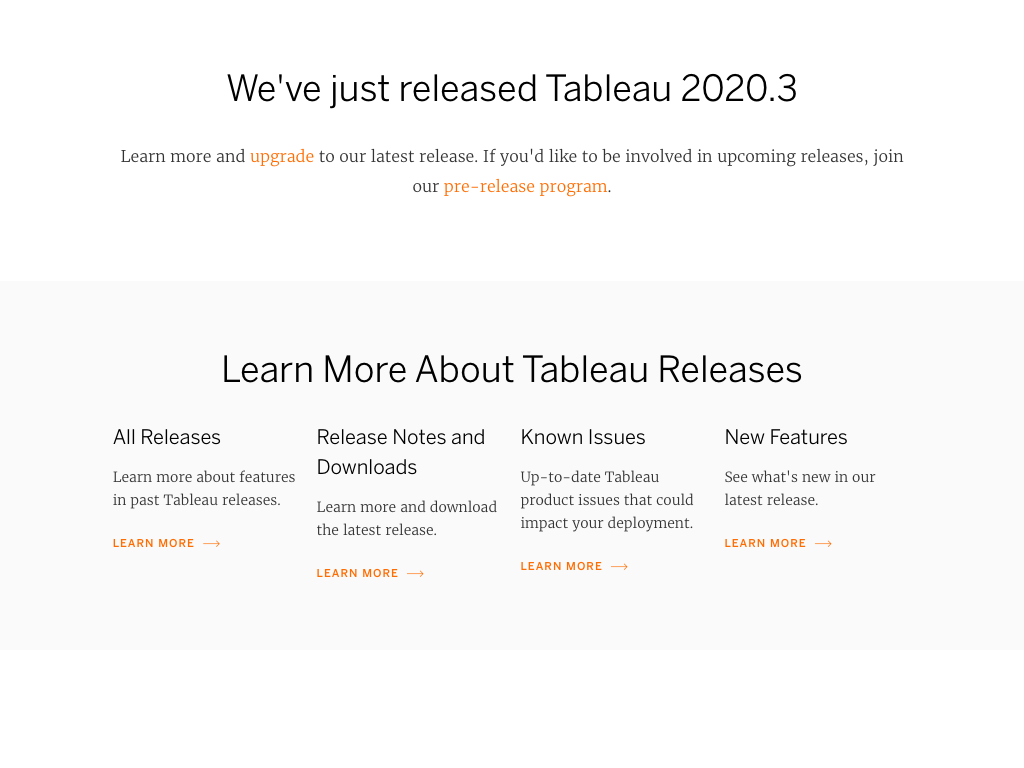 We've just released Tableau 2020.3
Learn more and upgrade to our latest release. If you'd like to be involved in upcoming releases, join
our pre-release program.
Learn More About Tableau Releases
All Releases
Learn more about features
in past Tableau releases.
LEARN MORE
Release Notes and
Downloads
Learn more and download
the latest release.
LEARN MORE
Known Issues
Up-to-date Tableau
product issues that could
impact your deployment.
LEARN MORE
New Features
See what's new in our
latest release.
LEARN MORE